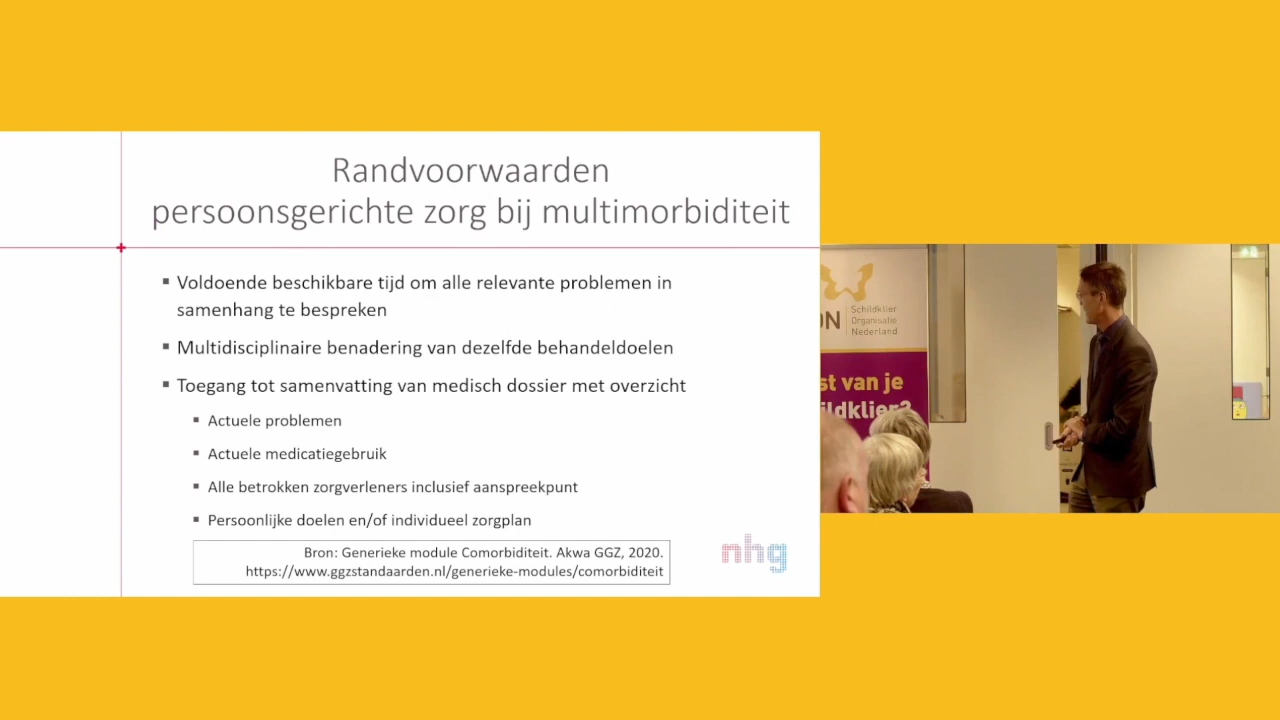 Randvoorwaarden
persoonsgerichte zorg bij multimorbiditeit
▪ Voldoende beschikbare tijd om alle relevante problemen in
samenhang te bespreken
▪ Multidisciplinaire benadering van dezelfde behandeldoelen
▪ Toegang tot samenvatting van medisch dossier met overzicht
▪ Actuele problemen
▪ Actuele medicatiegebruik
▪ Alle betrokken zorgverleners inclusief aanspreekpunt
▪ Persoonlijke doelen en/of individueel zorgplan
Bron: Generieke module Comorbiditeit. Akwa GGZ, 2020.
https://www.ggzstandaarden.nl/generieke-modules/comorbiditeit
nhg
Schildklier
Organisatie
Nederland
van je